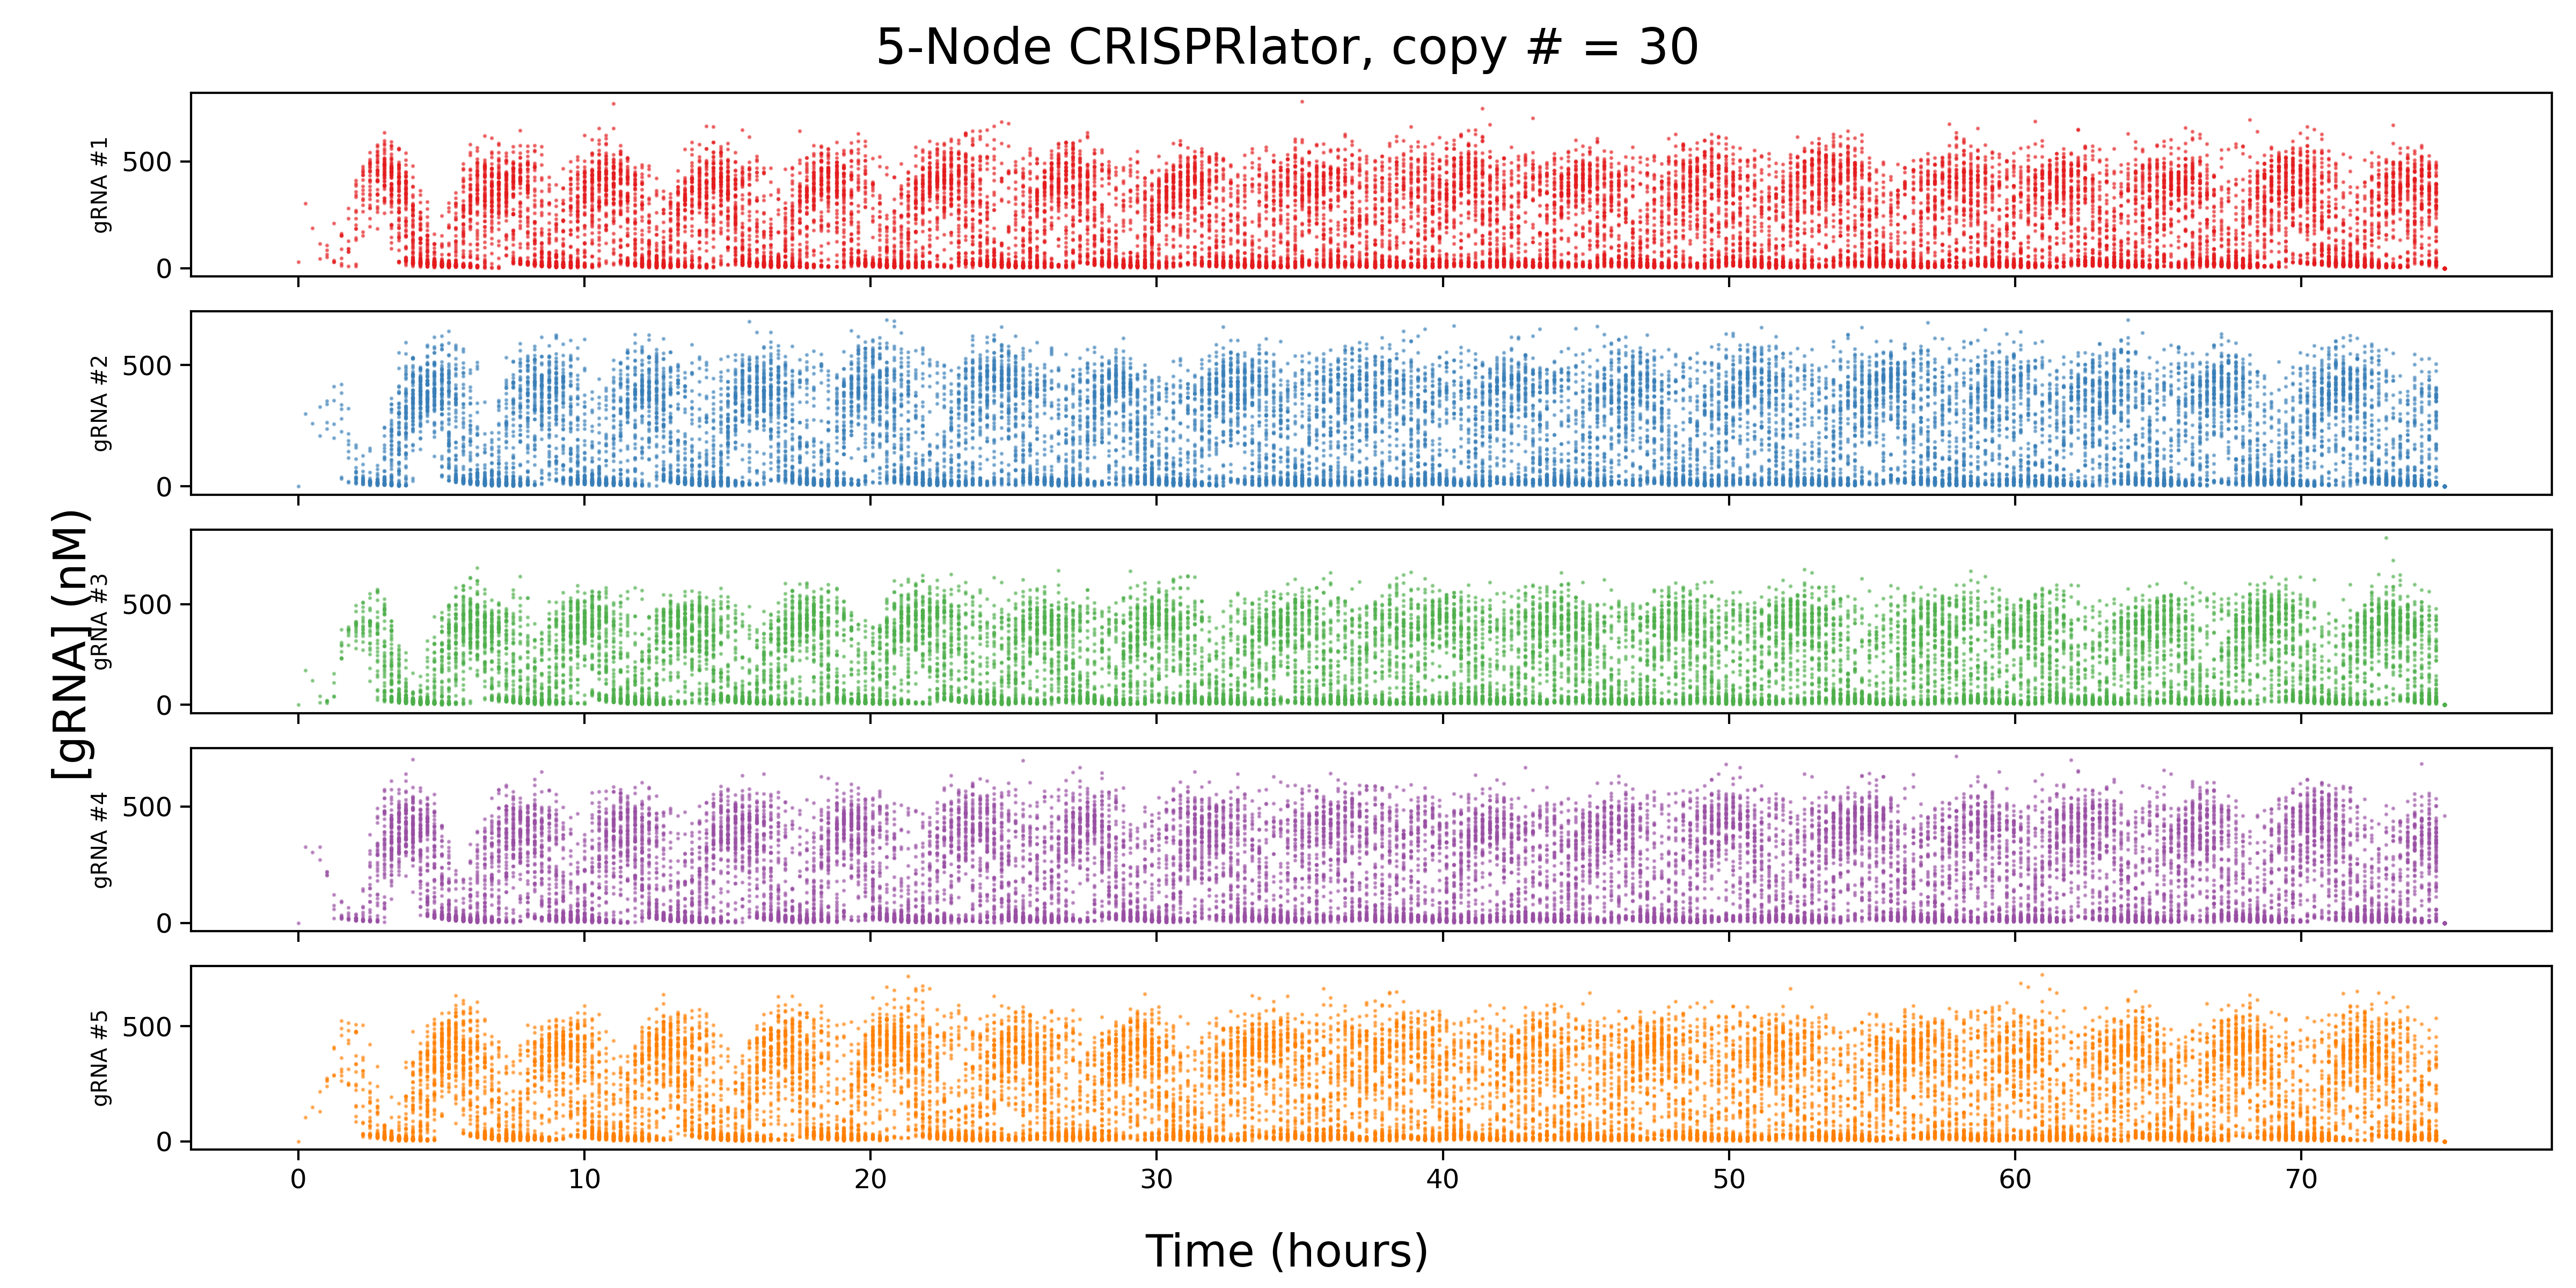 5-Node CRISPRlator, copy # = 30
gRNA #1
500
0
gRNA #2
500
0
[gRNA] (nM)
gRNA #3
500
0
gRNA #4
500
0
gRNA #5
500
0
0 10 20 30 40 50 60 70
Time (hours)